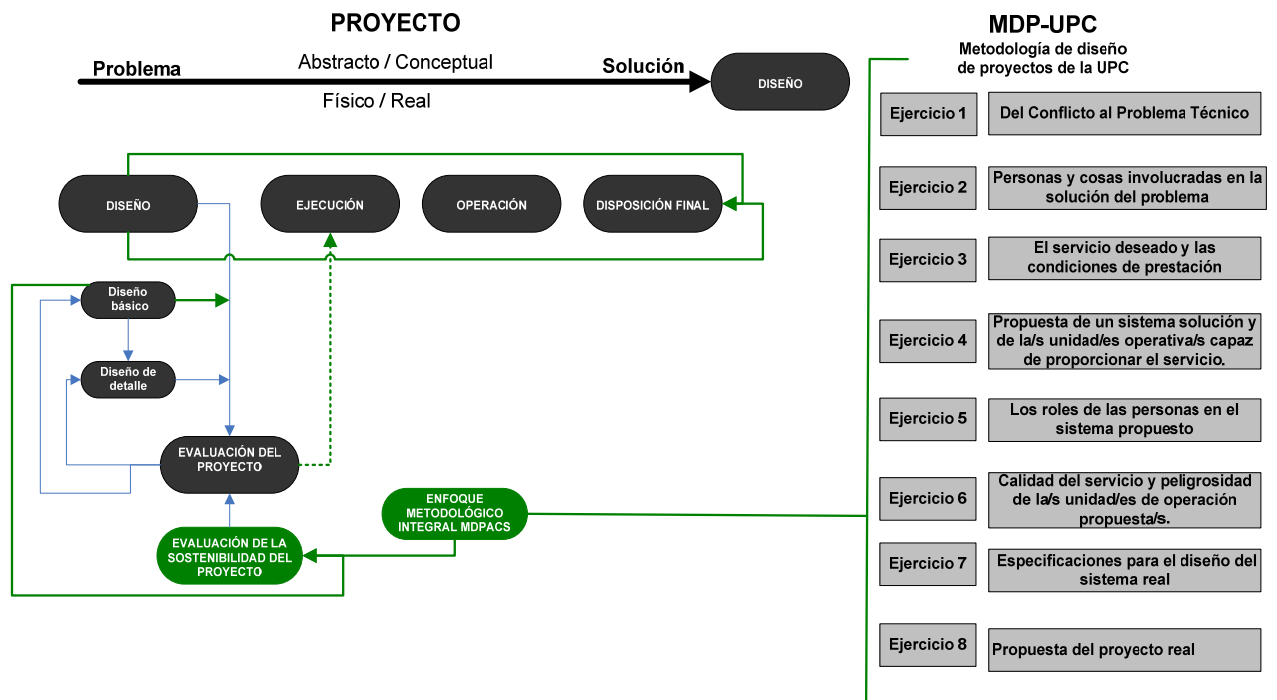 PROYECTO
Problema
Abstracto / Conceptual
Solución
Físico / Real
DISEÑO
DISEÑO
EJECUCIÓN
OPERACIÓN
DISPOSICIÓN FINAL
Diseño
básico
Diseño de
detalle
EVALUACIÓN DEL
PROYECTO
ENFOQUE
METODOLÓGICO
INTEGRAL MDPACS
EVALUACIÓN DE LA
SOSTENIBILIDAD DEL
PROYECTO
MDP-UPC
Metodología de diseño
de proyectos de la UPC
Ejercicio 1
Del Conflicto al Problema Técnico
Ejercicio 2
Personas y cosas involucradas en la
solución del problema
Ejercicio 3
El servicio deseado y las
condiciones de prestación
Ejercicio 4
Propuesta de un sistema solución y
de la/s unidad/es operativa/s capaz
de proporcionar el servicio.
Ejercicio 5
Los roles de las personas en el
sistema propuesto
Ejercicio 6
Calidad del servicio y peligrosidad
de la/s unidad/es de operación
propuesta/s.
Ejercicio 7
Especificaciones para el diseño del
sistema real
Ejercicio 8
Propuesta del proyecto real